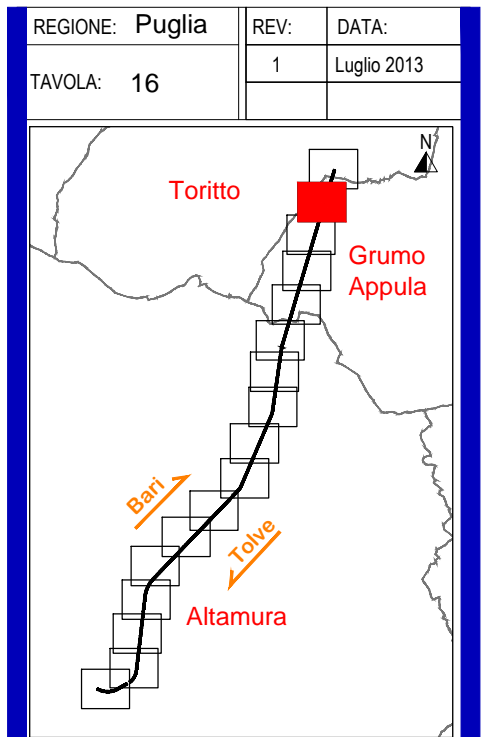 REGIONE: Puglia
REV:
DATA:
TAVOLA: 16
1
Luglio 2013
N
Toritto
Grumo
Appula
Bari
Tolve
Altamura